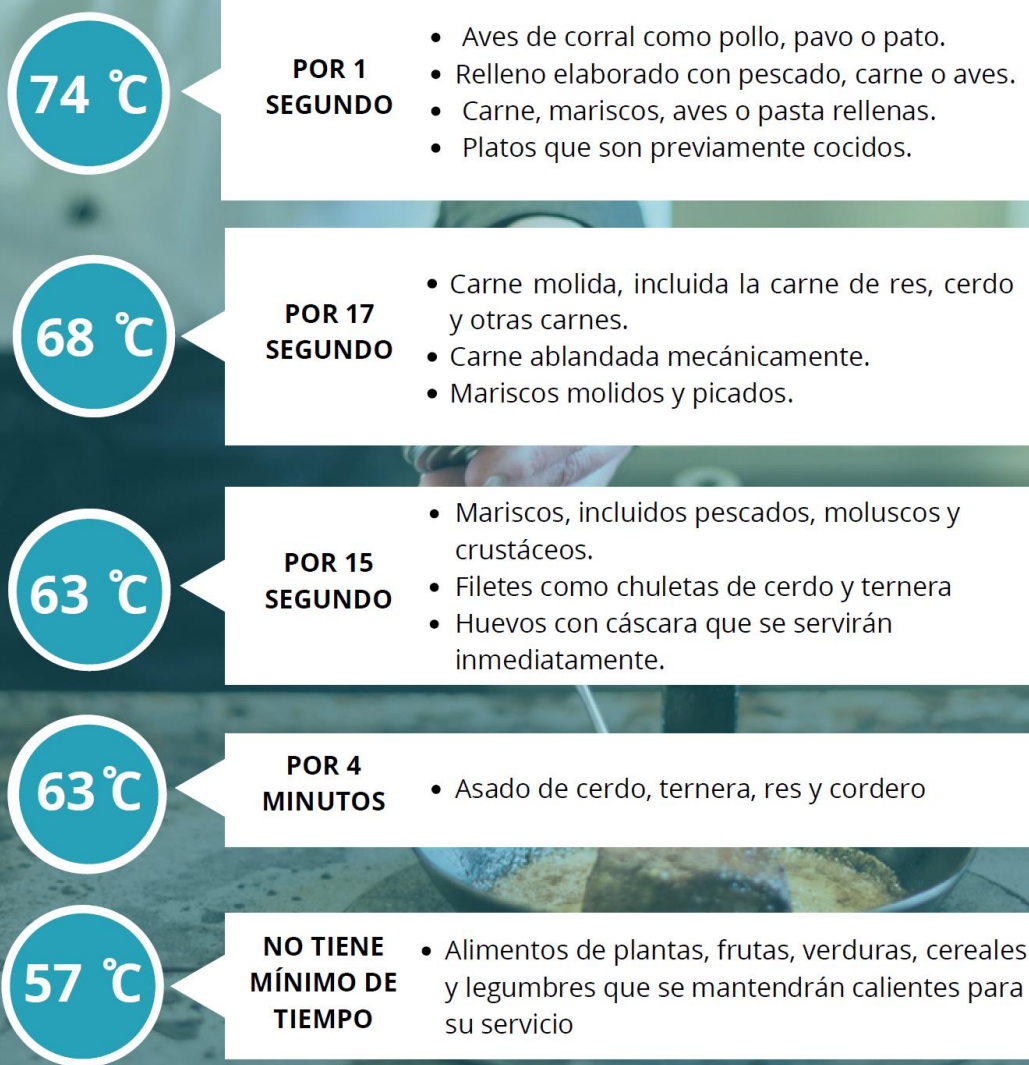 74 °C
POR 1
SEGUNDO
• Aves de corral como pollo, pavo o pato.
• Relleno elaborado con pescado, carne o aves.
• Carne, mariscos, aves o pasta rellenas.
• Platos que son previamente cocidos.
68 °C
POR 17
SEGUNDO
• Carne molida, incluida la carne de res, cerdo
y otras carnes.
• Carne ablandada mecánicamente.
• Mariscos molidos y picados.
63 °C
POR 15
SEGUNDO
• Mariscos, incluidos pescados, moluscos y
crustáceos.
• Filetes como chuletas de cerdo y ternera
• Huevos con cáscara que se servirán
inmediatamente.
63 °C
POR 4
MINUTOS
• Asado de cerdo, ternera, res y cordero
57 °C
NO TIENE
MÍNIMO DE
TIEMPO
• Alimentos de plantas, frutas, verduras, cereales
y legumbres que se mantendrán calientes para
su servicio